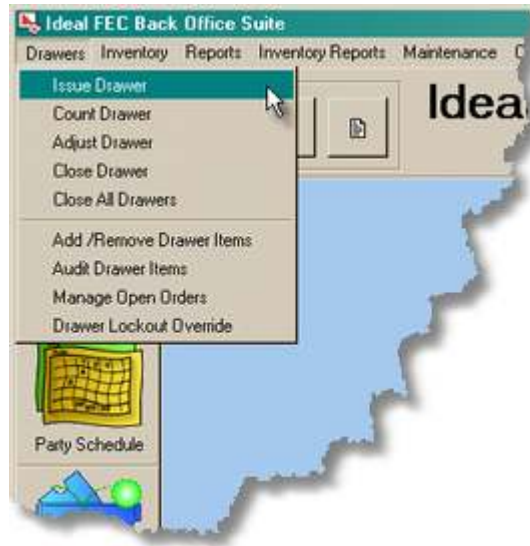 Ideal FEC Back Office Suite
Drawers Inventory Reports Inventory Reports Maintenance
Issue Drawer
Idea
Count Drawer
Adjust Drawer
Close Drawer
Close All Drawers
Add /Remove Drawer Items
Audit Drawer Items
Manage Open Orders
Drawer Lockout Override
Party Schedule